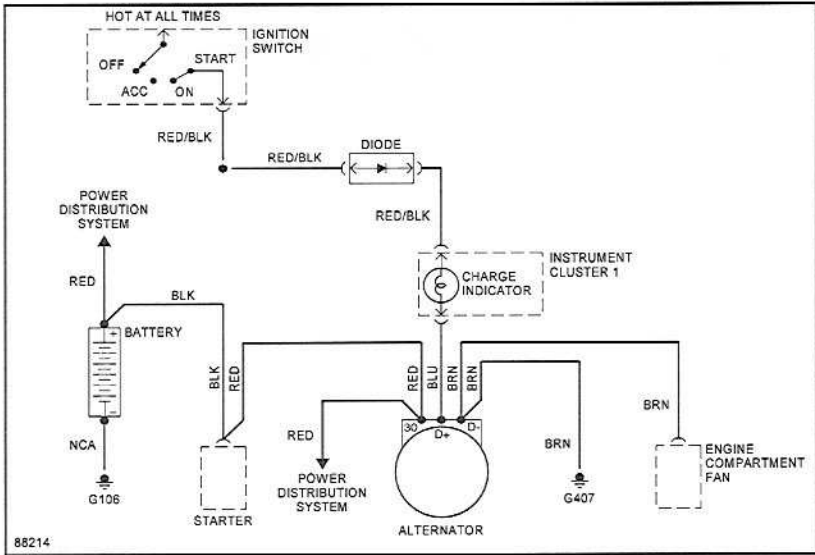 HOT AT ALL TIMES
IGNITION
SWITCH
OFF
START
ACC
ON
RED/BLK
RED/BLK
DIODE
RED/BLK
POWER
DISTRIBUTION
SYSTEM
RED
BLK
+
BATTERY
-
NCA
G106
BLK
RED
STARTER
INSTRUMENT
CLUSTER 1
CHARGE
INDICATOR
RED
BLU
BRN
BRN
30
D+
D-
RED
POWER
DISTRIBUTION
SYSTEM
ALTERNATOR
BRN
G407
BRN
ENGINE
COMPARTMENT
FAN
88214